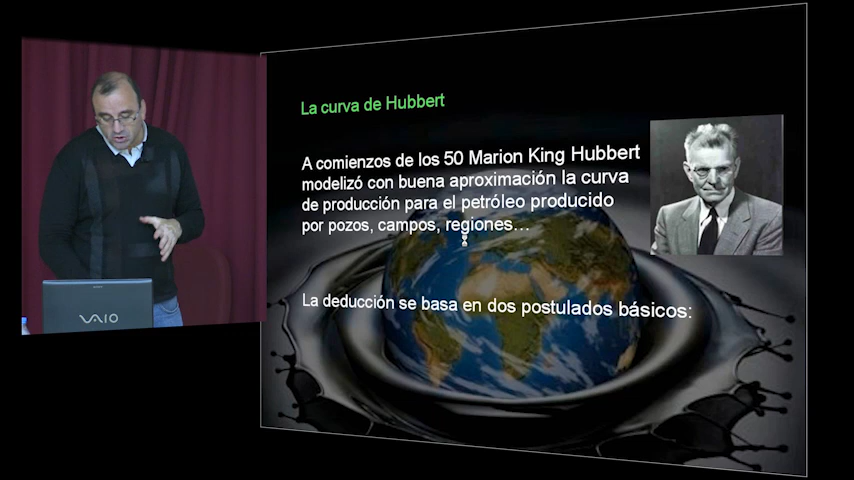 La curva de Hubbert
A comienzos de los 50 Marion King Hubbert
modelizó con buena aproximación la curva
de producción para el petróleo producido
por pozos, campos, regiones...
La deducción se basa en dos postulados básicos:
VAIO